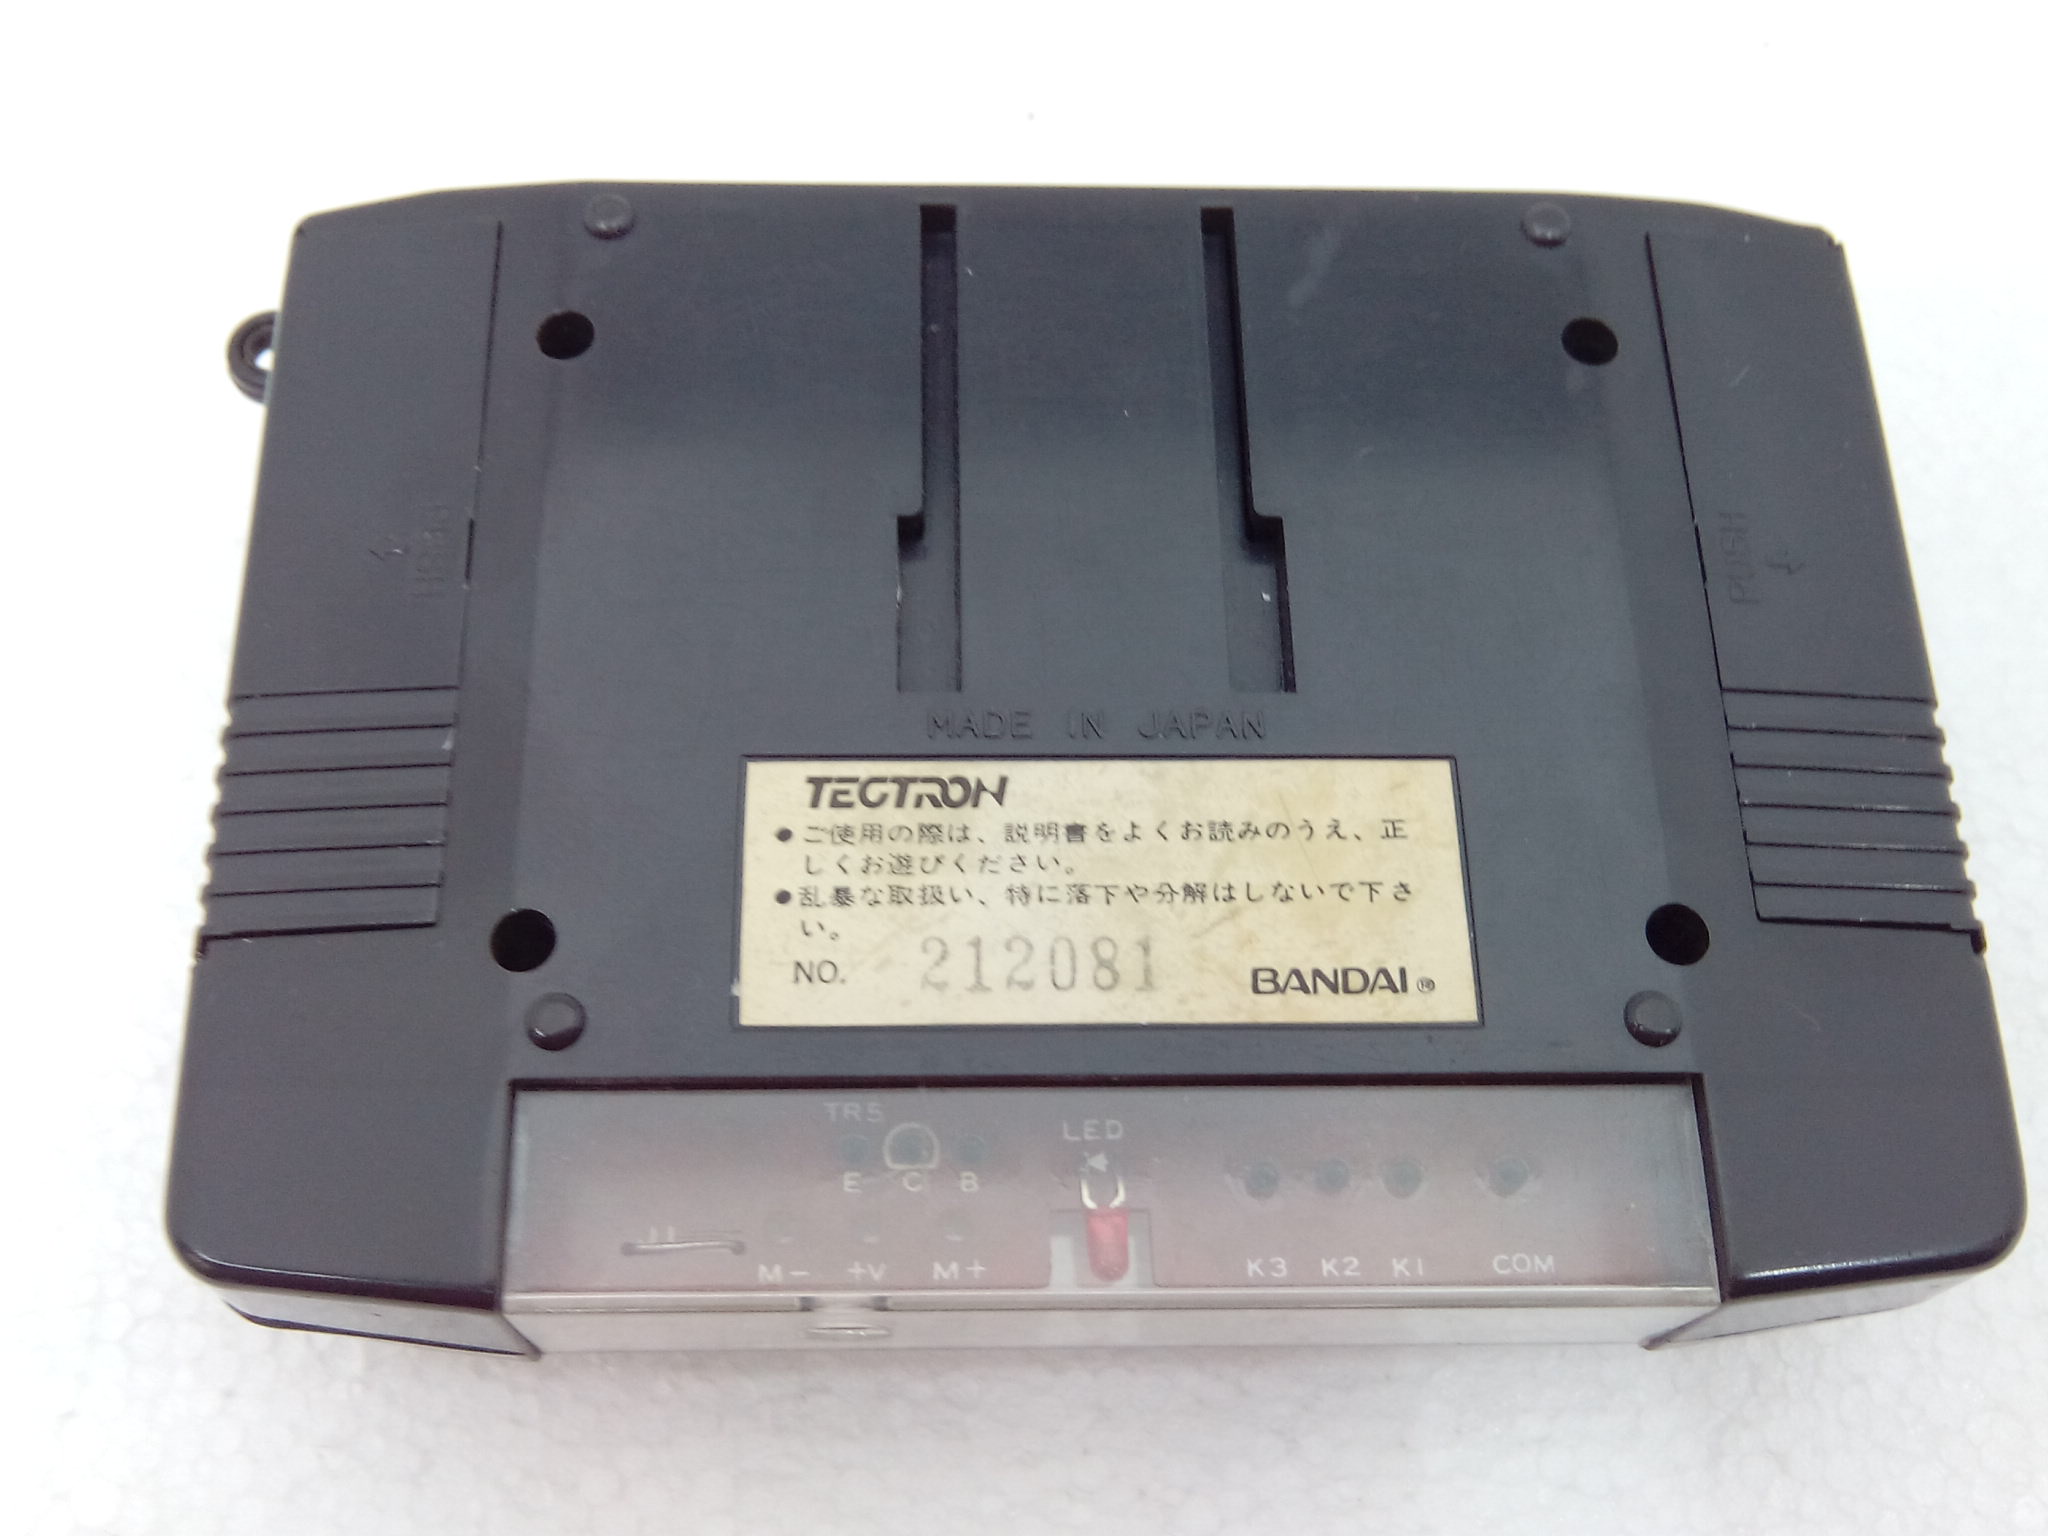 PUSH
PUSH
MADE IN JAPAN
TECTRON
●ご使用の際は、説明書をよくお読みのうえ、正
しくお遊びください。
●乱暴な取扱い、特に落下や分解はしないで下さ
い。
NO. 212081 BANDAI ®
TR5
LED
E C B
J1
M- +V M+ K3 K2 K1 COM